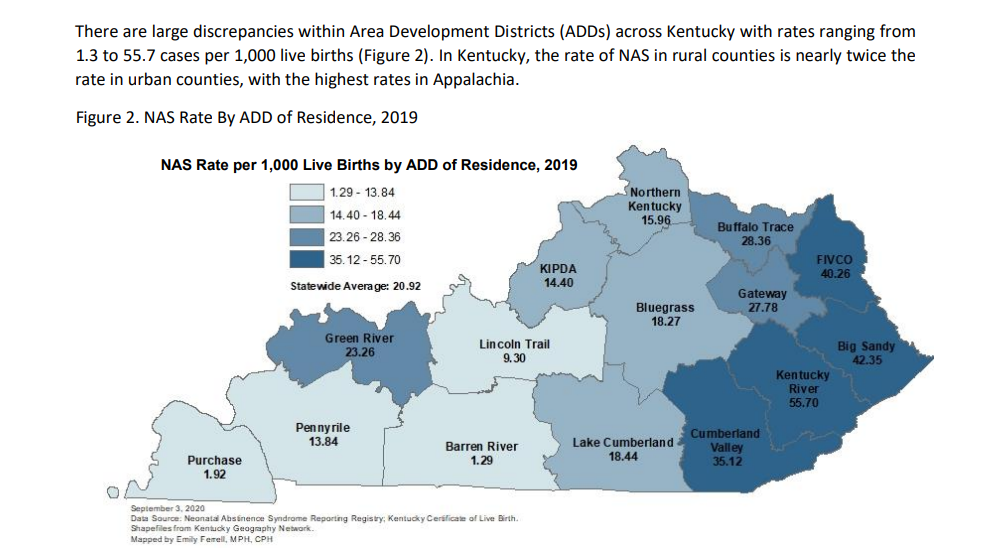 There are large discrepancies within Area Development Districts (ADDs) across Kentucky with rates ranging from
1.3 to 55.7 cases per 1,000 live births (Figure 2). In Kentucky, the rate of NAS in rural counties is nearly twice the
rate in urban counties, with the highest rates in Appalachia.
Figure 2. NAS Rate By ADD of Residence, 2019
NAS Rate per 1,000 Live Births by ADD of Residence, 2019
1.29 - 13.84
14.40 - 18.44
23.26 - 28.36
35.12 - 55.70
Statewide Average: 20.92
Northern
Kentucky
15.96
Buffalo Trace
28.36
FIVCO
40.26
KIPDA
14.40
Gateway
27.78
Bluegrass
18.27
Green River
23.26
Lincoln Trail
9.30
Big Sandy
42.35
Kentucky
River
55.70
Pennyrile
13.84
Barren River
1.29
Lake Cumberland
18.44
Cumberland
Valley
35.12
Purchase
1.92
September 3, 2020
Data Source: Neonatal Abstinence Syndrome Reporting Registry; Kentucky Certificate of Live Birth.
Shapefiles from Kentucky Geography Network.
Mapped by Emily Ferrell, MPH, CPH